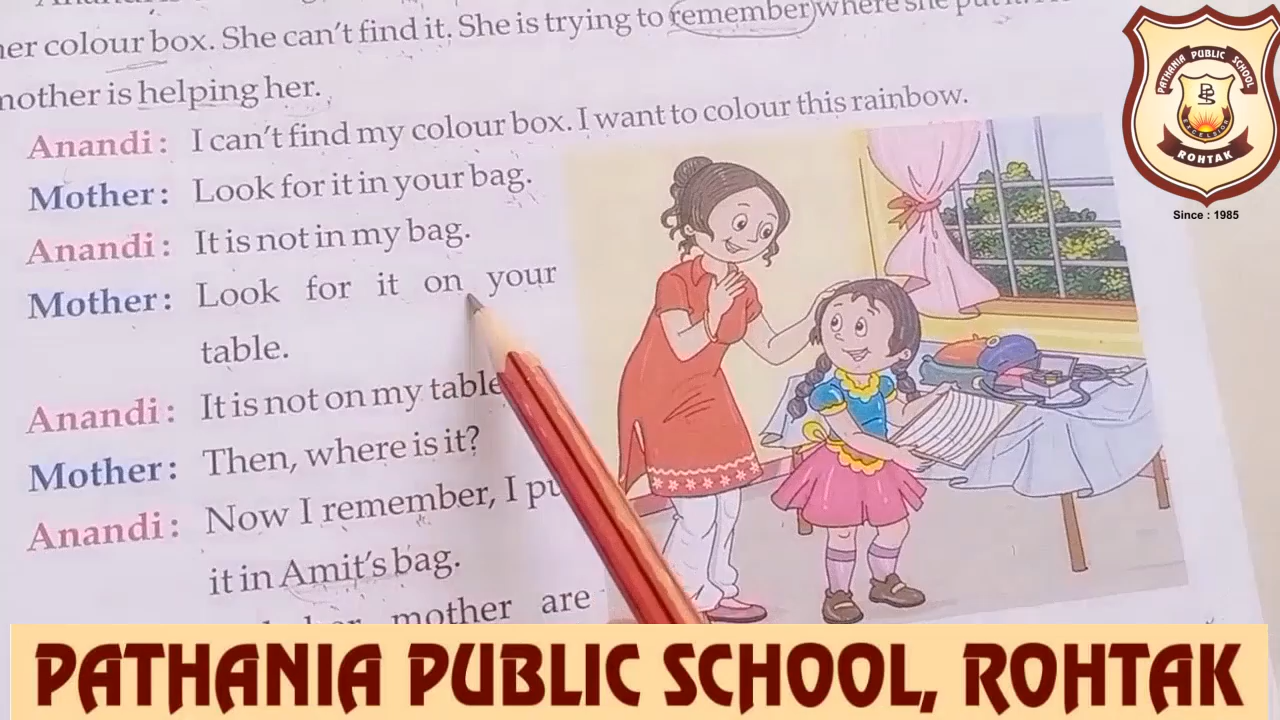 her colour box. She can't find it. She is trying to remember where she put
mother is helping her.
Anandi: I can't find my colour box. I want to colour this rainbow.
Mother: Look for it in your bag.
Anandi: It is not in my bag.
Mother: Look for it on your
table.
Anandi: It is not on my table
Mother: Then, where is it?
Anandi: Now I remember, I pu
it in Amit's bag.
her mother are
PATHANIA PUBLIC SCHOOL
PPS
EXCELSIOR
ROHTAK
Since : 1985
PATHANIA PUBLIC SCHOOL, ROHTAK